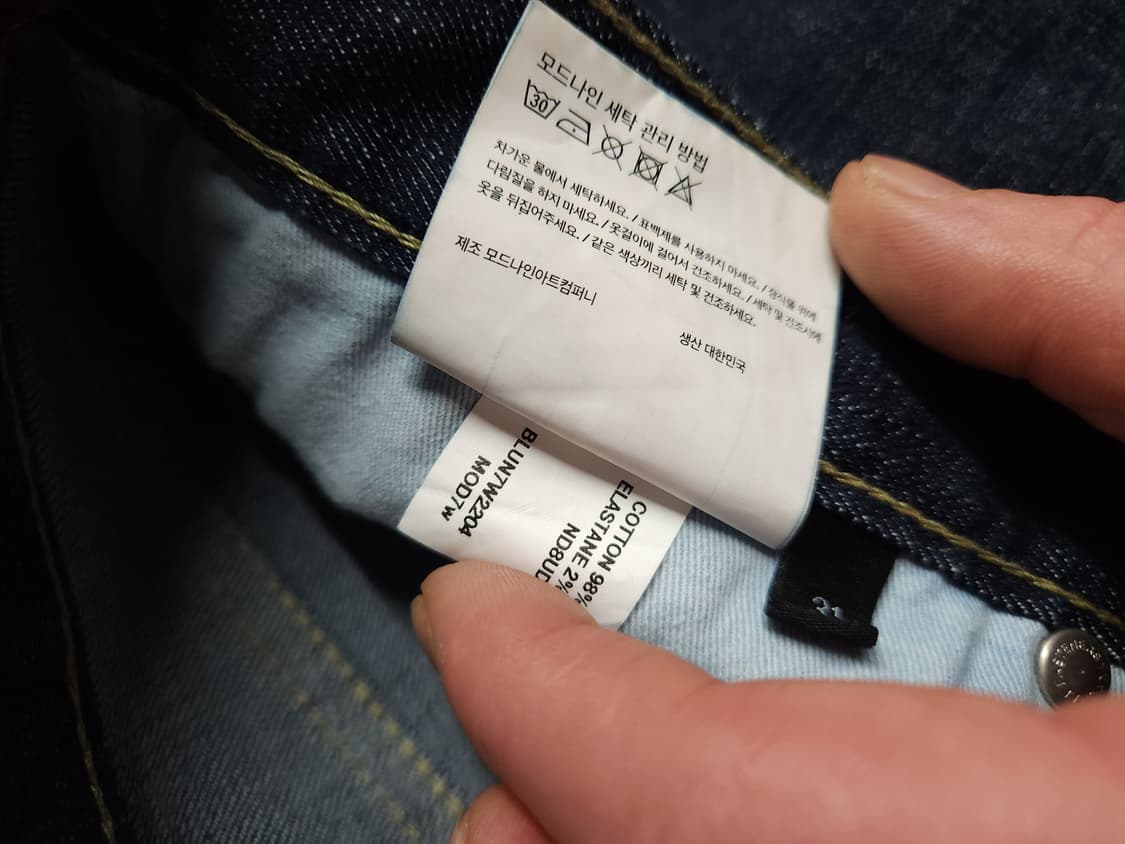 모드나인 세탁 관리 방법
30
차가운 물에서 세탁하세요. / 표백제를 사용하지 마세요. / 장식물 위에
다림질을 하지 마세요. / 옷걸이에 걸어서 건조하세요. / 세탁 및 건조시에
옷을 뒤집어주세요. / 같은 색상끼리 세탁 및 건조하세요.
제조 모드나인아트컴퍼니
생산 대한민국
BLUN7W2204
MOD7W
COTTON 98%
ELASTANE 2%
ND8UD
31